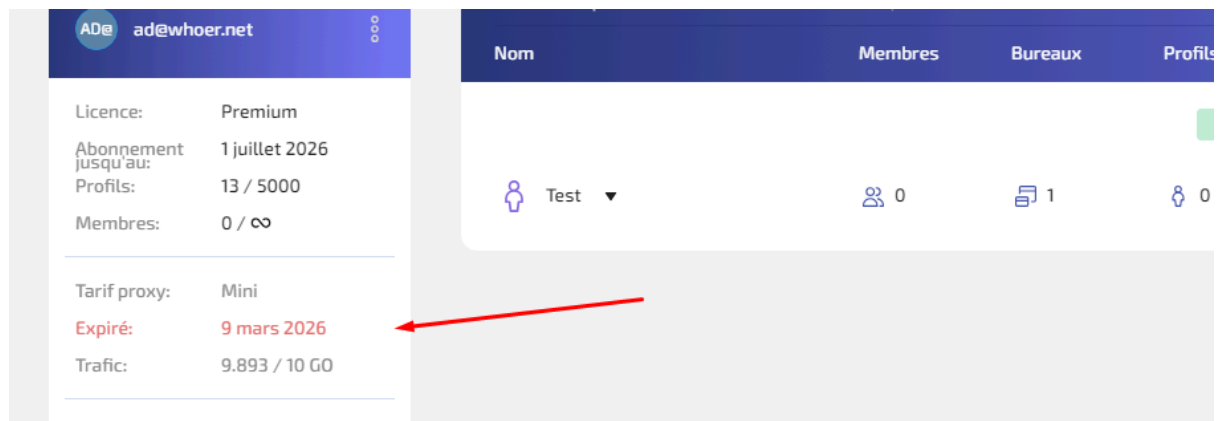 AD@ ad@whoer.net
Nom Membres Bureaux Profils
Licence: Premium
Abonnement jusqu'au: 1 juillet 2026
Profils: 13 / 5000
Membres: 0 / ∞
Test ▼ 0 1 0
Tarif proxy: Mini
Expiré: 9 mars 2026
Trafic: 9.893 / 10 GO